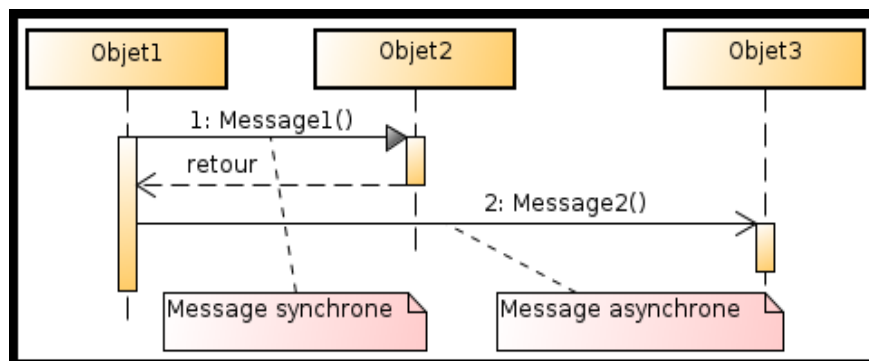 Objet1
Objet2
Objet3
1: Message1()
retour
2: Message2()
Message synchrone
Message asynchrone